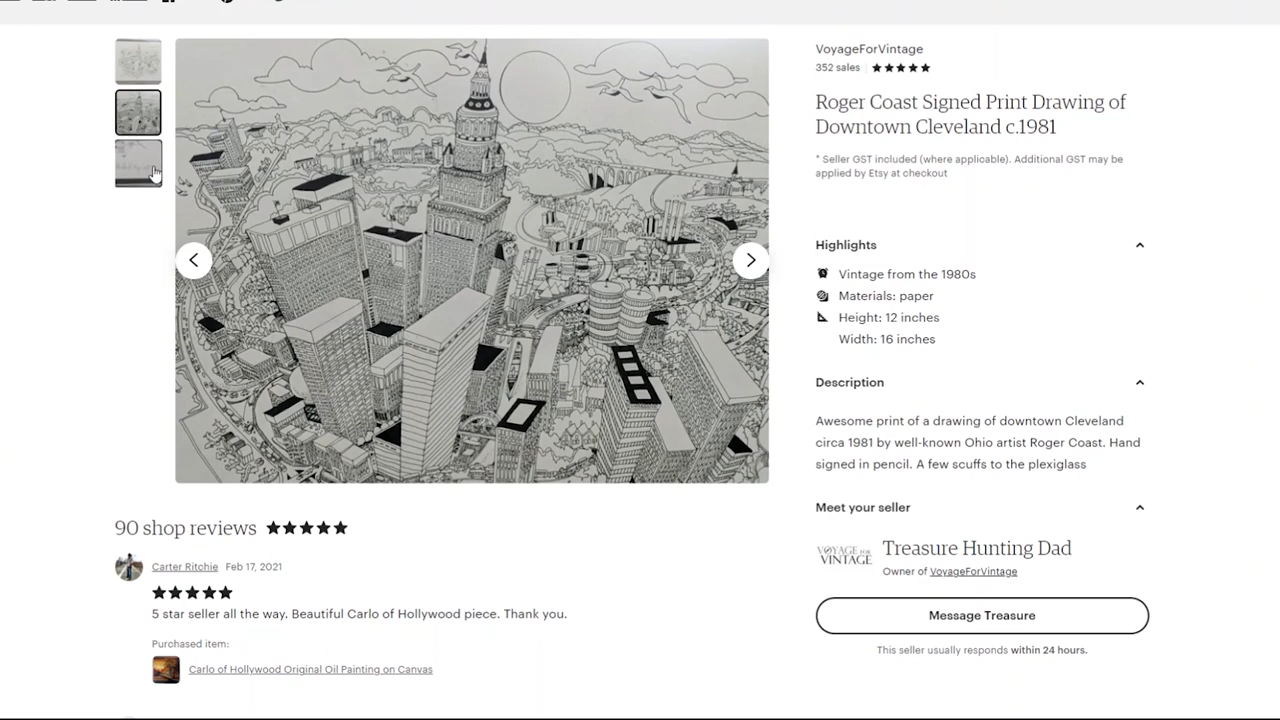 VoyageForVintage
352 sales
Roger Coast Signed Print Drawing of
Downtown Cleveland c.1981
* Seller GST included (where applicable). Additional GST may be
applied by Etsy at checkout
Highlights
Vintage from the 1980s
Materials: paper
Height: 12 inches
Width: 16 inches
Description
Awesome print of a drawing of downtown Cleveland
circa 1981 by well-known Ohio artist Roger Coast. Hand
signed in pencil. A few scuffs to the plexiglass
Meet your seller
VOYAGE FOR
VINTAGE
Treasure Hunting Dad
Owner of VoyageForVintage
Message Treasure
This seller usually responds within 24 hours.
90 shop reviews
Carter Ritchie Feb 17, 2021
5 star seller all the way. Beautiful Carlo of Hollywood piece. Thank you.
Purchased item:
Carlo of Hollywood Original Oil Painting on Canvas